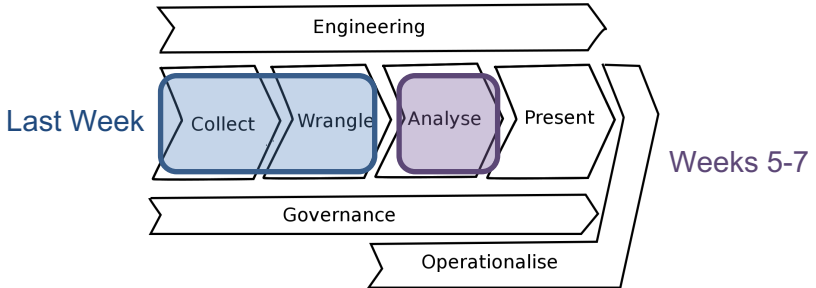 Engineering
Last Week
Collect
Wrangle
Analyse
Present
Weeks 5-7
Governance
Operationalise